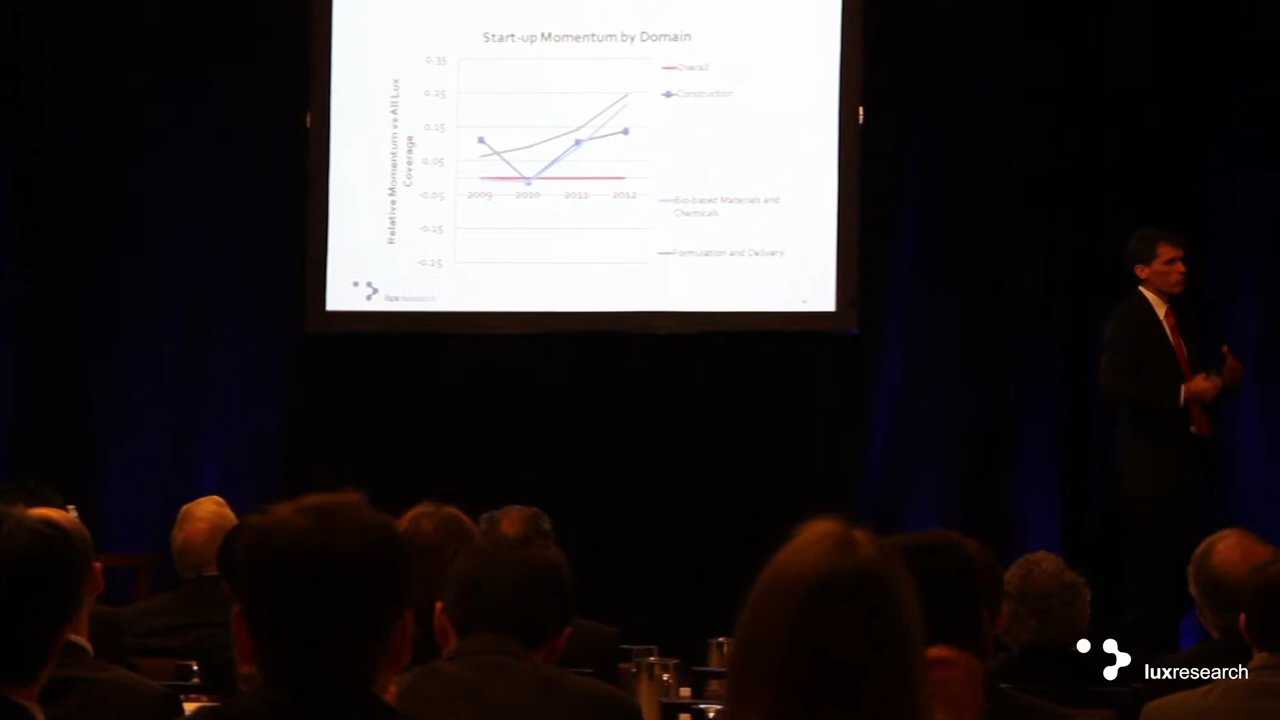 Start-up Momentum by Domain
0.35
0.25
0.15
0.05
-0.05
-0.15
-0.25
Relative Momentum vs All Lux
Coverage
2009 2010 2011 2012
Overall
Construction
Bio-based Materials and
Chemicals
Formulation and Delivery
luxresearch
luxresearch